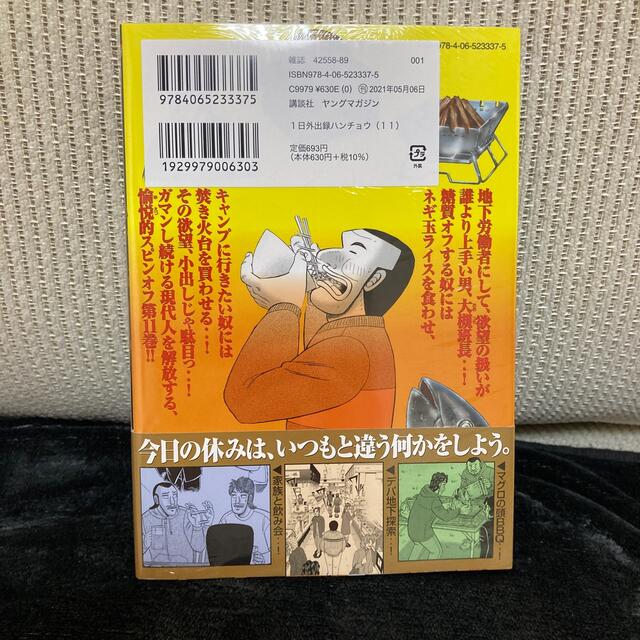 雑誌 42558-89
001
ISBN978-4-06-523337-5
C9979 ¥630E (0) Ⓣ2021年05月06日
講談社 ヤングマガジン
1日外出録ハンチョウ(11)
定価693円
(本体630円+税10%)
プラ
外装
9784065233375
1929979006303
978-4-06-523337-5
地下労働者にして、欲望の扱いが
誰より上手い男、大槻班長…!
糖質オフする奴には
ネギ玉ライスを食わせ、
キャンプに行きたい奴には
焚き火台を買わせる…!
その欲望、小出しじゃ駄目っ…!
ガマンし続ける現代人を解放する、
愉悦的スピンオフ第11巻!!
今日の休みは、いつもと違う何かをしよう。
◀マグロの頭BBQ…!
◀デパ地下探索…!
◀家族と飲み会…!